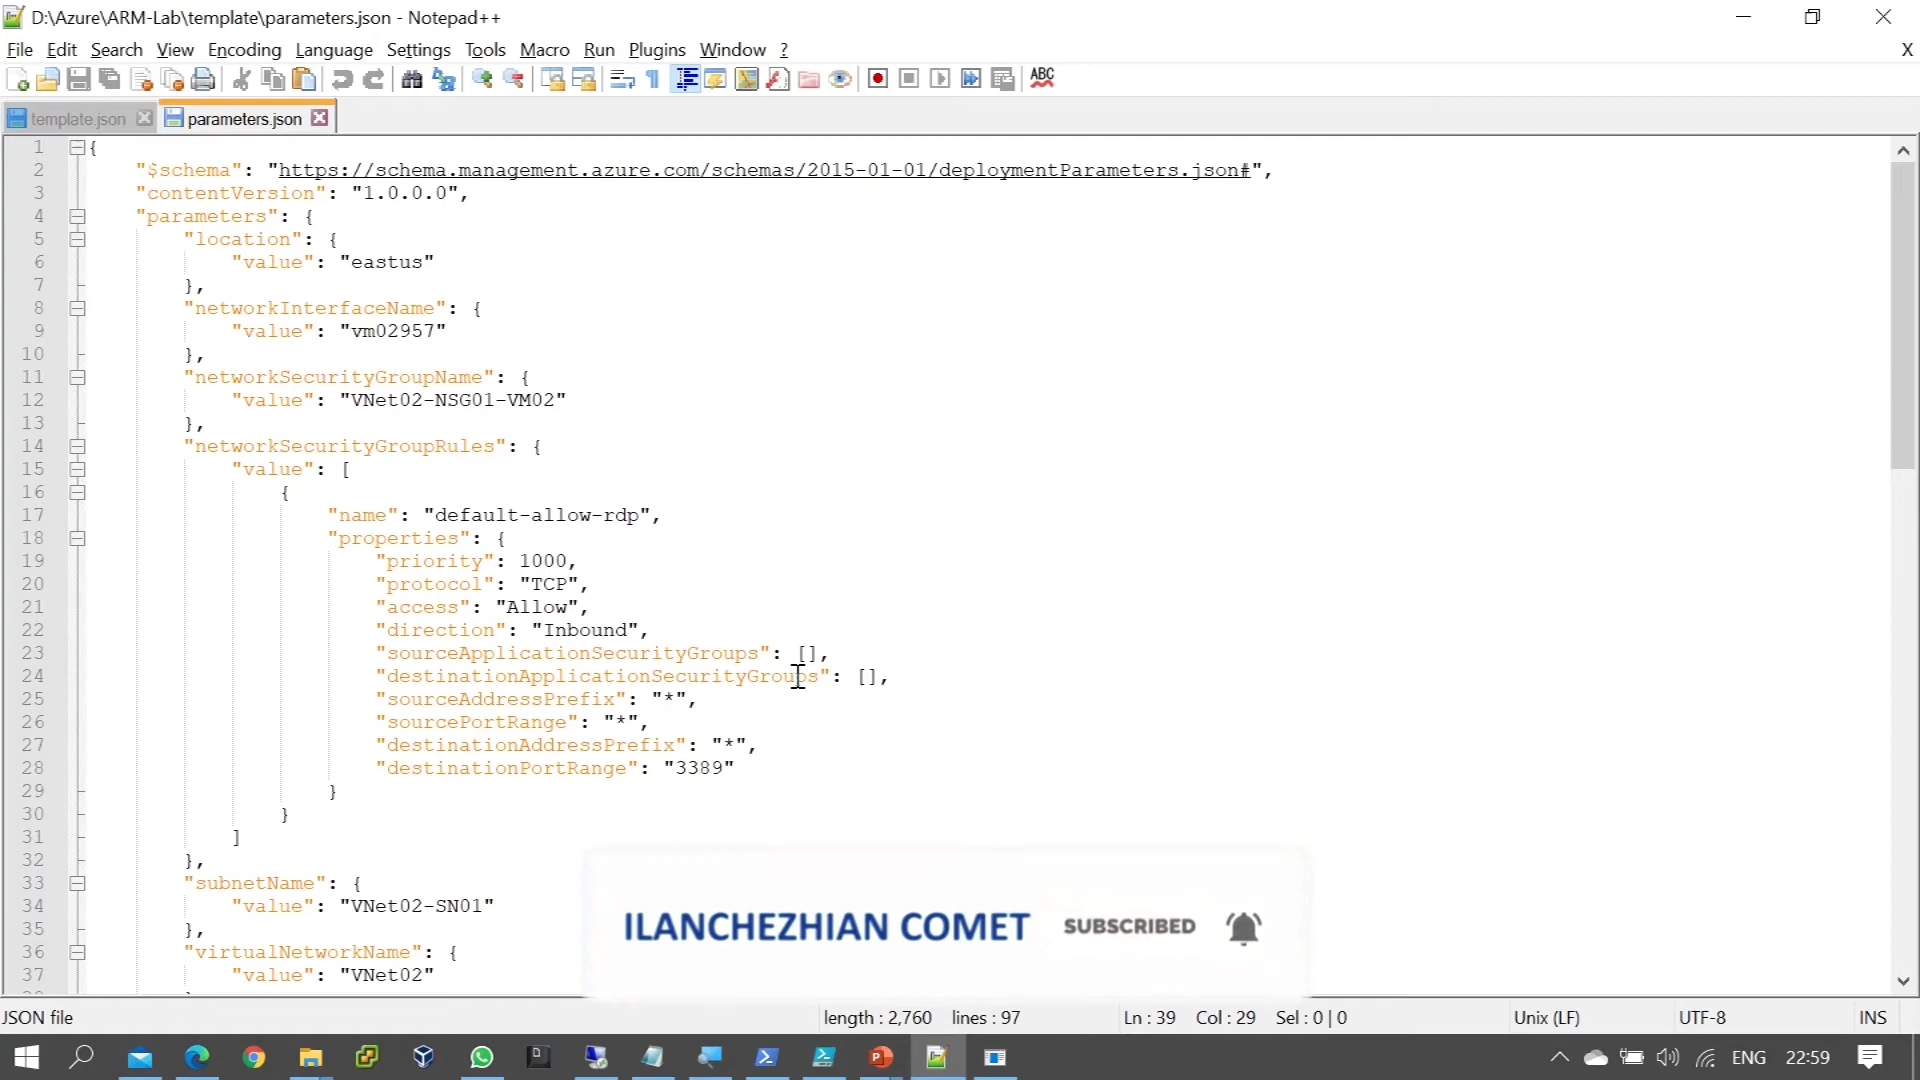 D:\Azure\ARM-Lab\template\parameters.json - Notepad++
File Edit Search View Encoding Language Settings Tools Macro Run Plugins Window ? X
ABC
template.json parameters.json
1 {
2 "$schema": "https://schema.management.azure.com/schemas/2015-01-01/deploymentParameters.json#",
3 "contentVersion": "1.0.0.0",
4 "parameters": {
5 "location": {
6 "value": "eastus"
7 },
8 "networkInterfaceName": {
9 "value": "vm02957"
10 },
11 "networkSecurityGroupName": {
12 "value": "VNet02-NSG01-VM02"
13 },
14 "networkSecurityGroupRules": {
15 "value": [
16 {
17 "name": "default-allow-rdp",
18 "properties": {
19 "priority": 1000,
20 "protocol": "TCP",
21 "access": "Allow",
22 "direction": "Inbound",
23 "sourceApplicationSecurityGroups": [],
24 "destinationApplicationSecurityGroups": [],
25 "sourceAddressPrefix": "*",
26 "sourcePortRange": "*",
27 "destinationAddressPrefix": "*",
28 "destinationPortRange": "3389"
29 }
30 }
31 ]
32 },
33 "subnetName": {
34 "value": "VNet02-SN01"
35 },
36 "virtualNetworkName": {
37 "value": "VNet02"
ILANCHEZHIAN COMET SUBSCRIBED
JSON file length : 2,760 lines : 97 Ln : 39 Col : 29 Sel : 0 | 0 Unix (LF) UTF-8 INS
ENG 22:59